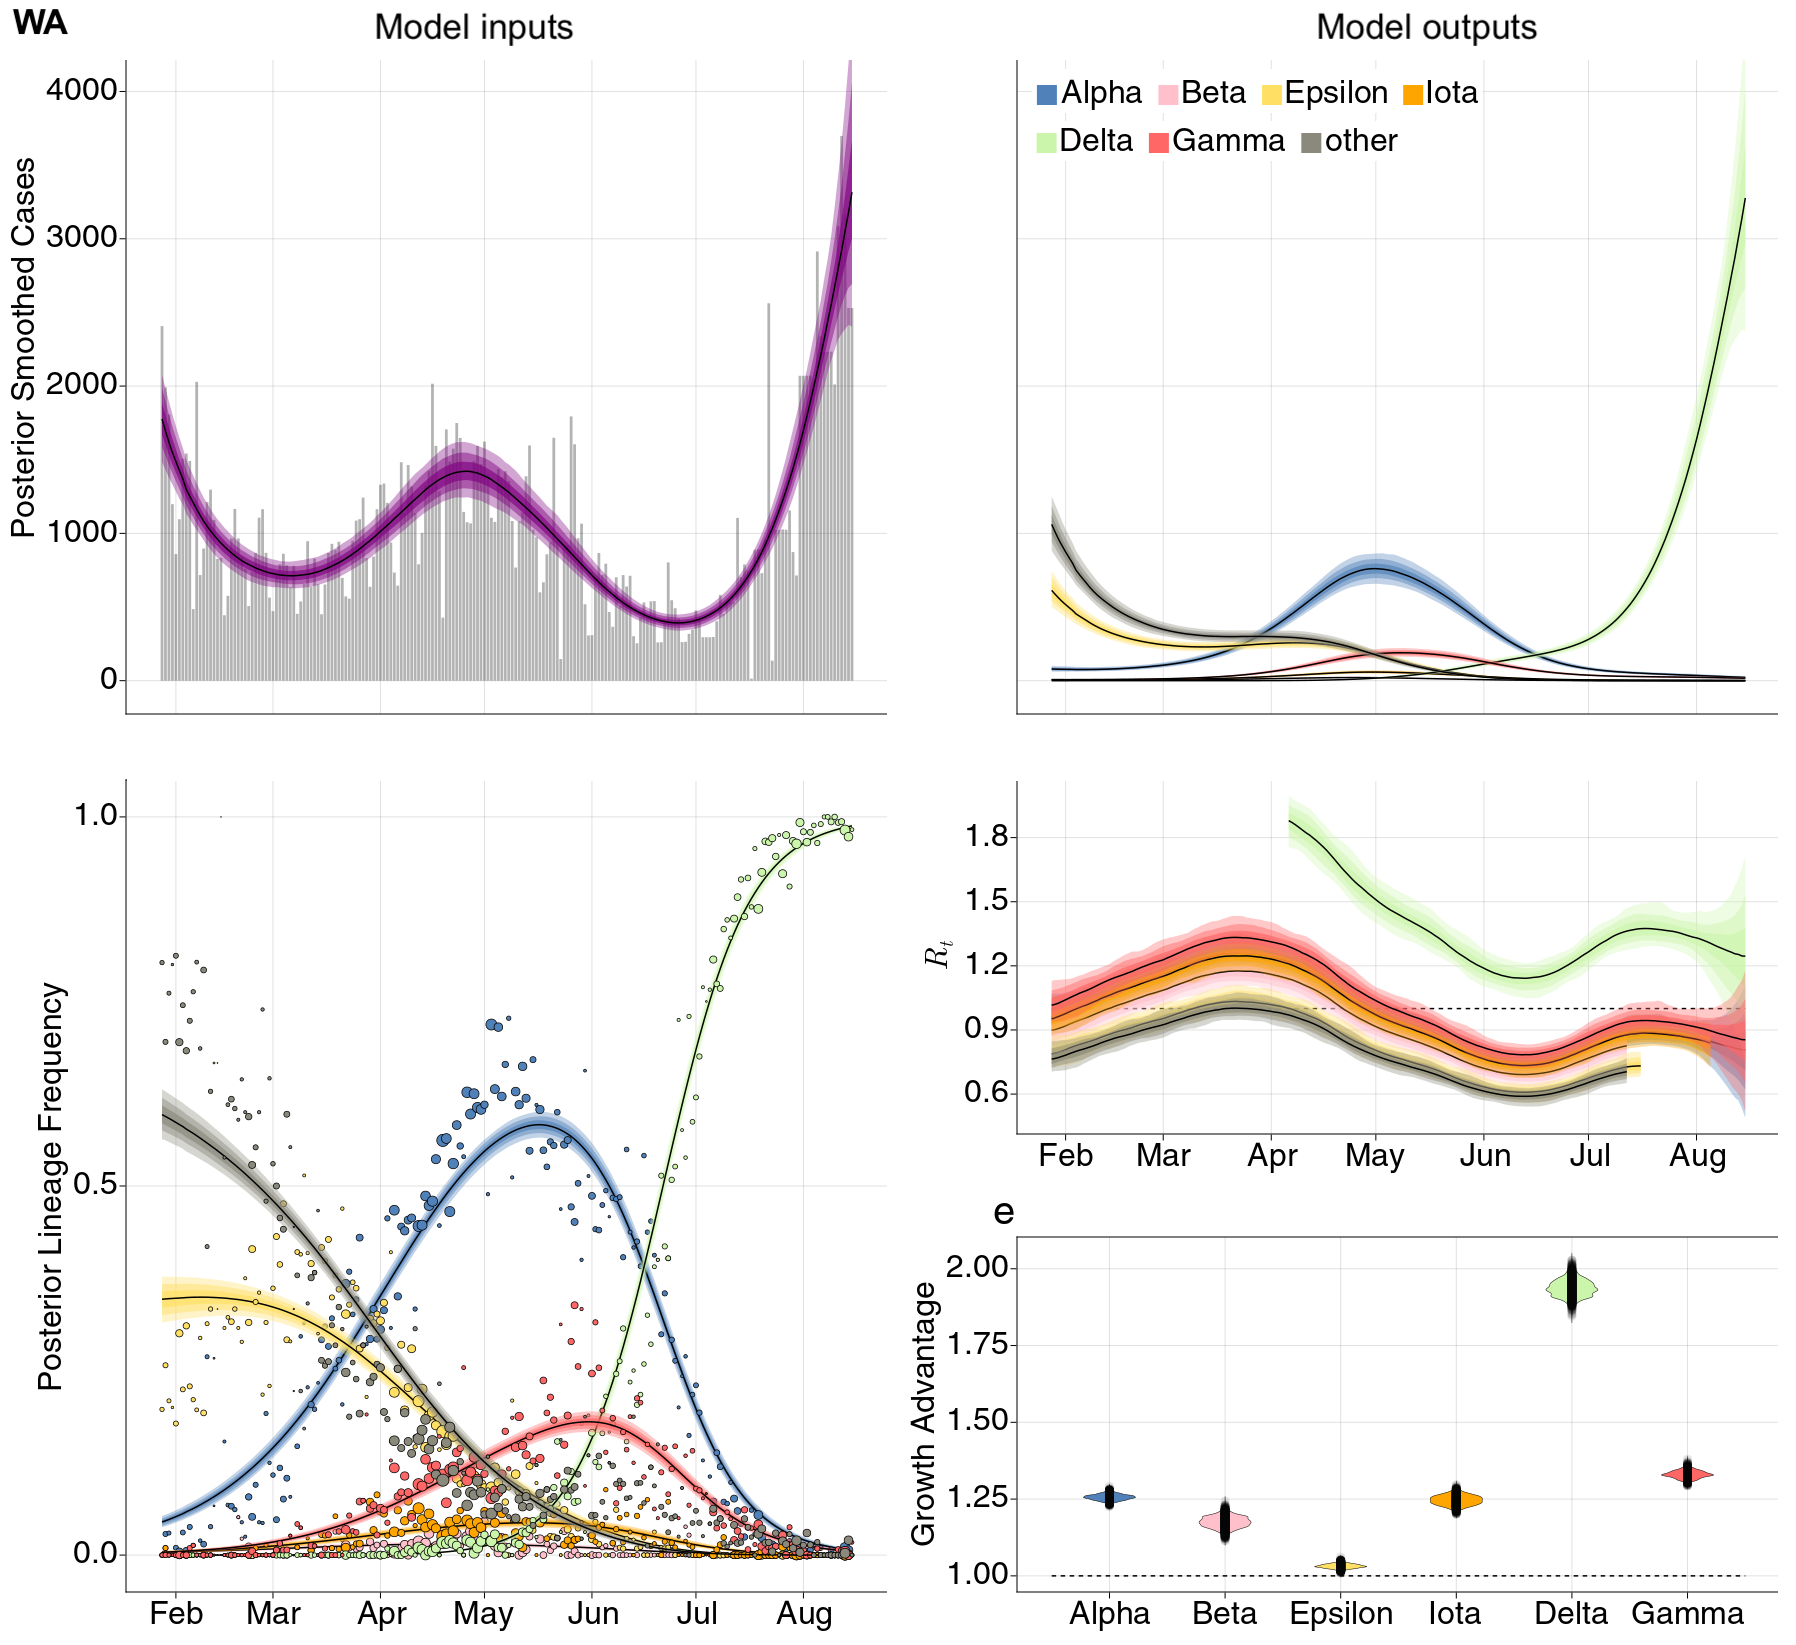 WA
Model inputs
Model outputs
Posterior Smoothed Cases
4000
3000
2000
1000
0
Alpha Beta Epsilon Iota
Delta Gamma other
Posterior Lineage Frequency
1.0
0.5
0.0
Feb Mar Apr May Jun Jul Aug
R_t
1.8
1.5
1.2
0.9
0.6
Feb Mar Apr May Jun Jul Aug
e
Growth Advantage
2.00
1.75
1.50
1.25
1.00
Alpha Beta Epsilon Iota Delta Gamma